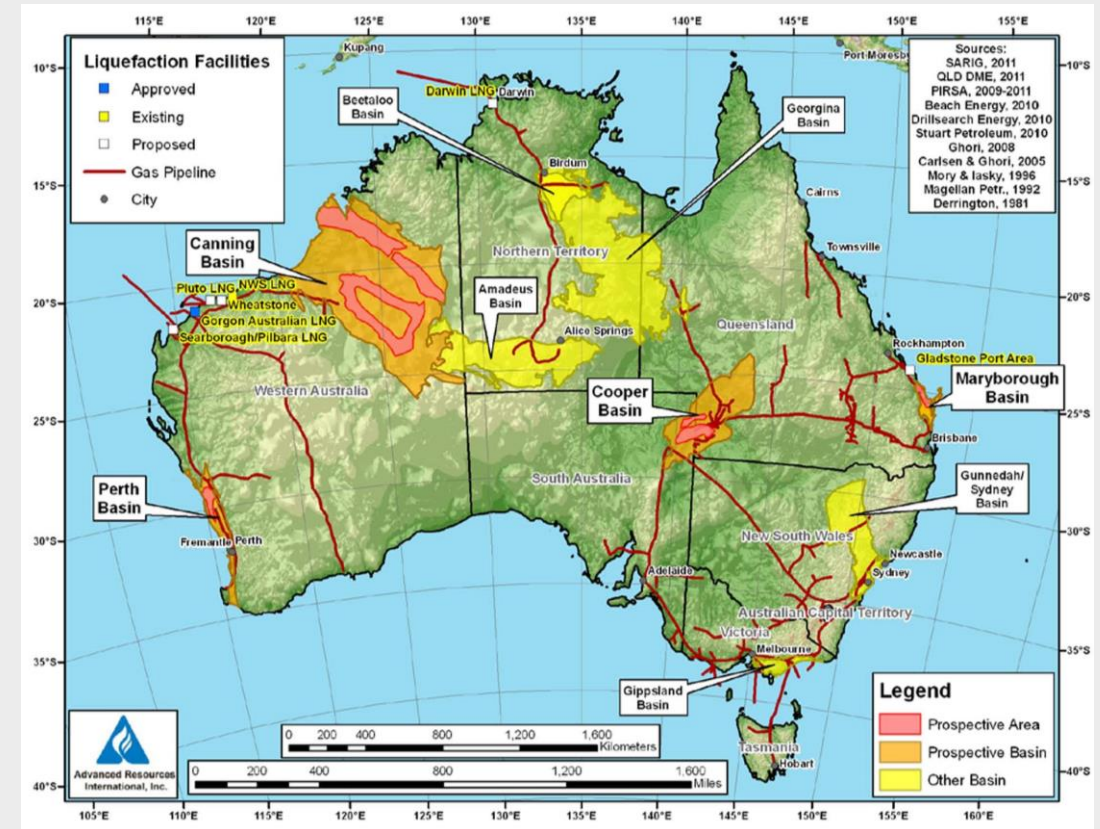 115°E
120°E
130°E
135°E
140°E
145°E
150°E
155°E
Liquefaction Facilities
Approved
Existing
Proposed
Gas Pipeline
City
Sources:
SARIG, 2011
QLD DME, 2011
PIRSA, 2009-2011
Beach Energy, 2010
Drillsearch Energy, 2010
Stuart Petroleum, 2010
Ghori, 2008
Carlsen & Ghori, 2005
Mory & Iasky, 1996
Magellan Petr., 1992
Derrington, 1981
Kupang
Port Moresby
10°S
10°S
Darwin LNG
Darwin
Beetaloo
Basin
Georgina
Basin
Birdum
15°S
15°S
Cairns
Canning
Basin
Northern Territory
Townsville
Pluto LNG
NWS LNG
Wheatstone
Gorgon Australian LNG
Searboroagh/Pilbara LNG
Amadeus
Basin
20°S
20°S
Queensland
Alice Springs
Rockhampton
Gladstone Port Area
Western Australia
Cooper
Basin
Maryborough
Basin
25°S
25°S
Brisbane
South Australia
Gunnedah/
Sydney
Basin
Perth
Basin
30°S
30°S
New South Wales
Fremantle
Perth
Newcastle
Sydney
Adelaide
Australian Capital Territory
Victoria
Melbourne
35°S
35°S
Gippsland
Basin
Legend
Prospective Area
Prospective Basin
Other Basin
Advanced Resources
International, Inc.
0 200 400 800 1,200 1,600
Kilometers
0 200 400 800 1,200 1,600
Miles
Tasmania
Hobart
40°S
40°S
105°E
110°E
115°E
120°E
125°E
130°E
135°E
140°E
145°E
150°E
155°E
160°E